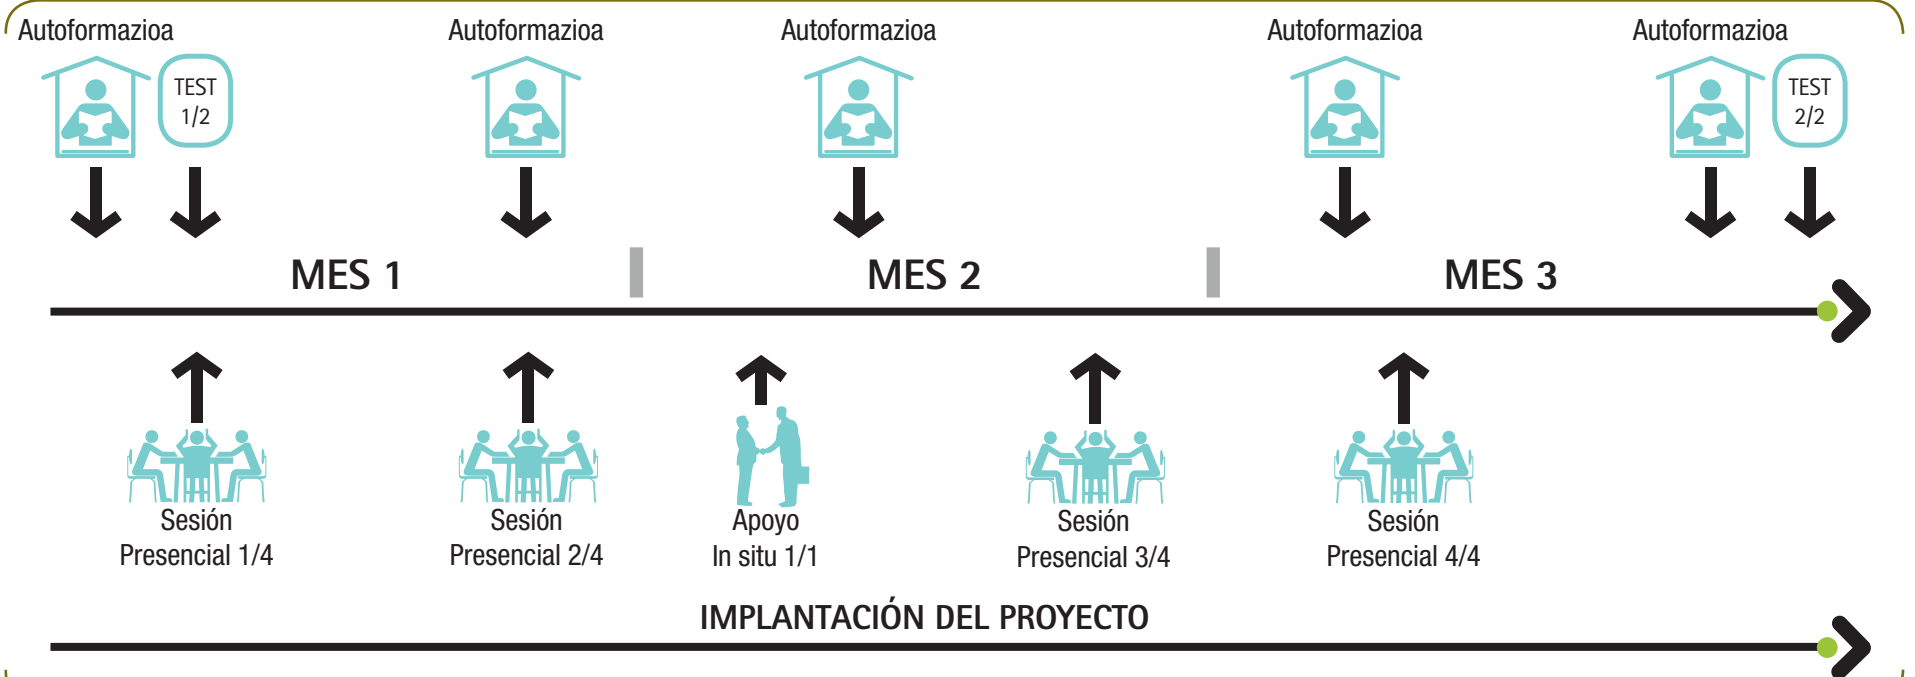 Autoformazioa
Autoformazioa
Autoformazioa
Autoformazioa
Autoformazioa
TEST
1/2
TEST
2/2
MES 1
MES 2
MES 3
Sesión
Presencial 1/4
Sesión
Presencial 2/4
Apoyo
In situ 1/1
Sesión
Presencial 3/4
Sesión
Presencial 4/4
IMPLANTACIÓN DEL PROYECTO